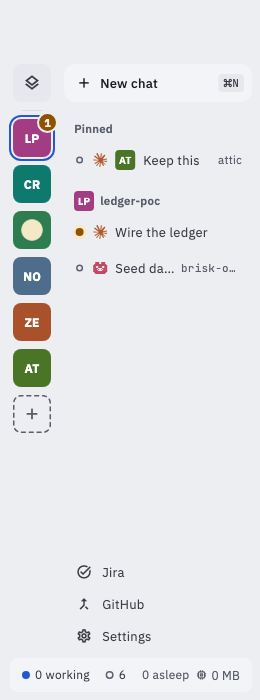 New chat ⌘N
LP 1
Pinned
AT Keep this attic
CR
LP ledger-poc
Wire the ledger
NO
Seed da... brisk-o…
ZE
AT
+
Jira
GitHub
Settings
0 working 6 0 asleep 0 MB